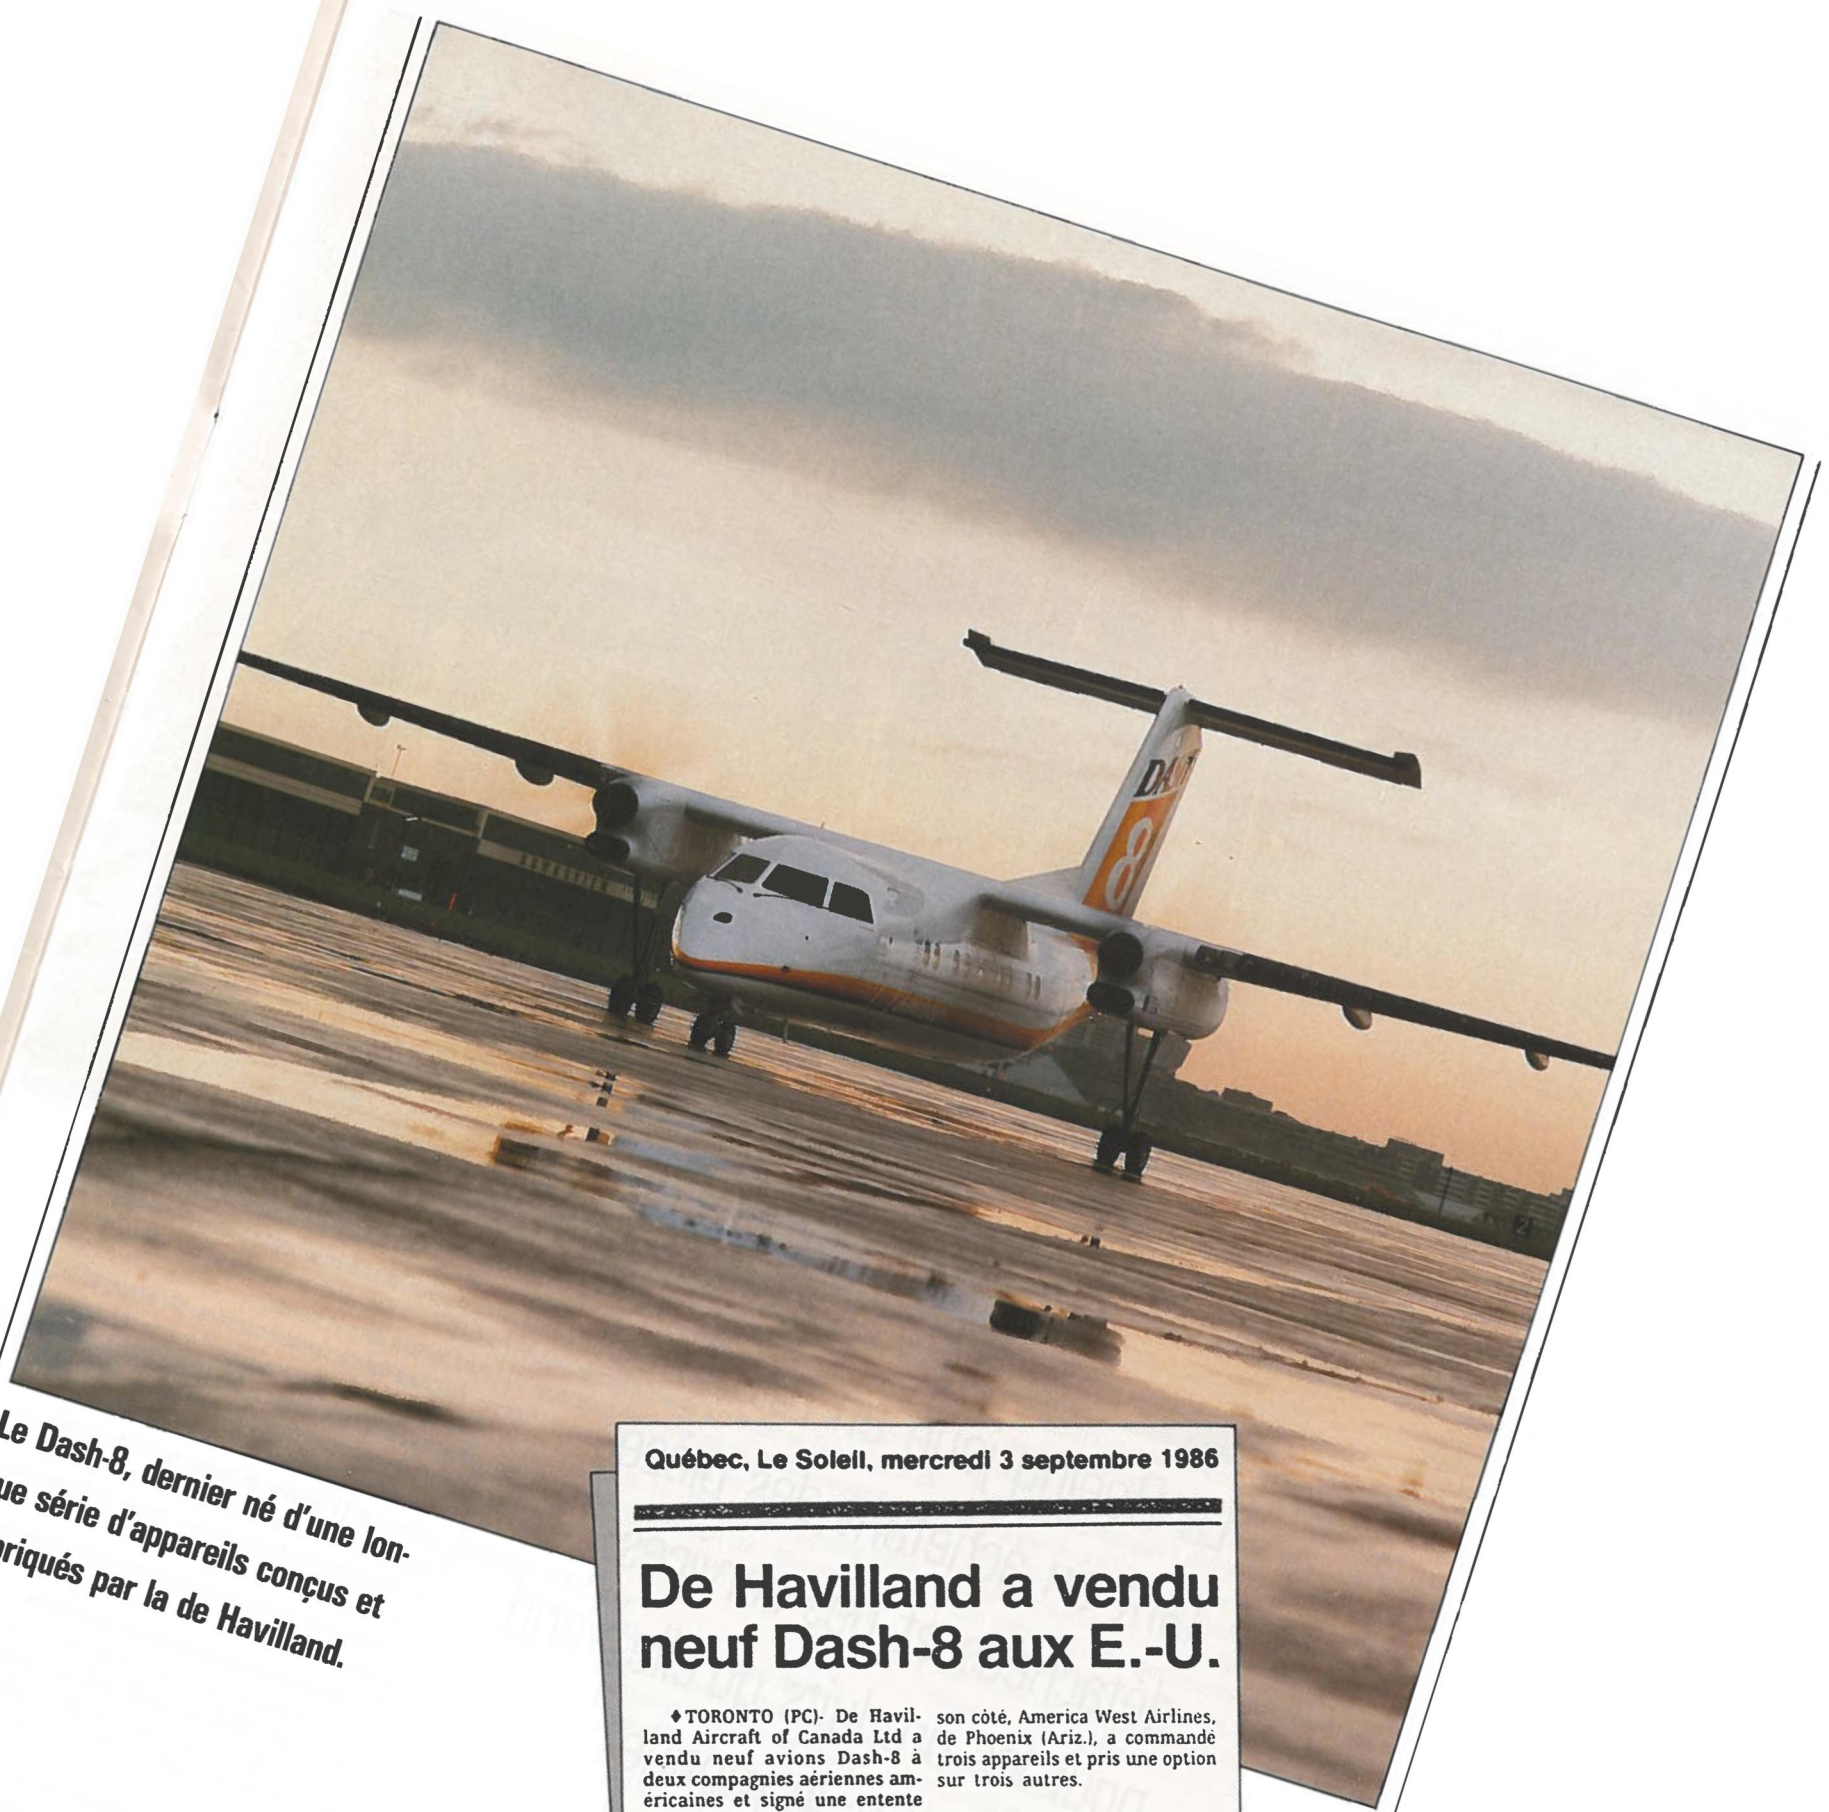 DASH
8
2
Le Dash-8, dernier né d'une lon-
ue série d'appareils conçus et
briqués par la de Havilland.
Québec, Le Soleil, mercredi 3 septembre 1986
De Havilland a vendu
neuf Dash-8 aux E.-U.
♦TORONTO (PC)- De Havil-
land Aircraft of Canada Ltd a
vendu neuf avions Dash-8 à
deux compagnies aériennes am-
éricaines et signé une entente
son côté, America West Airlines,
de Phoenix (Ariz.), a commandé
trois appareils et pris une option
sur trois autres.